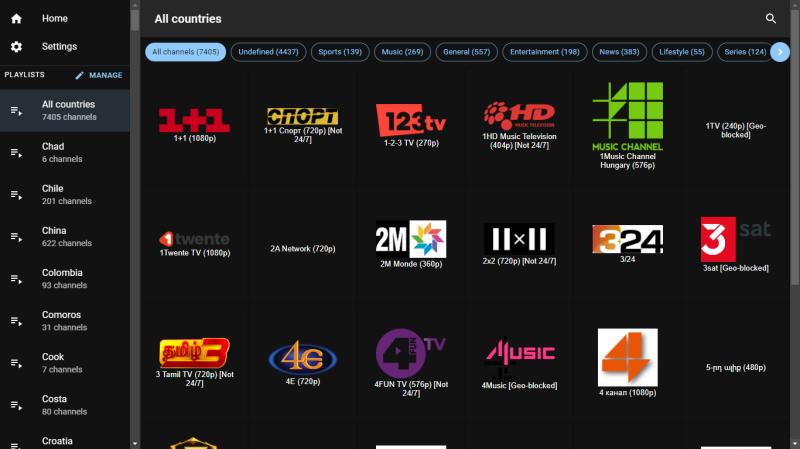 Home
Settings
PLAYLISTS
MANAGE
All countries
7405 channels
Chad
6 channels
Chile
201 channels
China
622 channels
Colombia
93 channels
Comoros
31 channels
Cook
7 channels
Costa
80 channels
Croatia
All countries
All channels (7405)
Undefined (4437)
Sports (139)
Music (269)
General (557)
Entertainment (198)
News (383)
Lifestyle (55)
Series (124)
1+1
1+1 (1080p)
СПОРТ
1+1 Спорт (720p) [Not
24/7]
123tv
1-2-3 TV (270p)
HD
MUSIC TELEVISION
1HD Music Television
(404p) [Not 24/7]
MUSIC CHANNEL
1Music Channel
Hungary (576p)
1TV (240p) [Geo-
blocked]
1twente
1Twente TV (1080p)
2A Network (720p)
2M
2M Monde (360p)
2x2 (720p) [Not 24/7]
324
3/24
3sat
3sat [Geo-blocked]
தமிழ் 3
3 Tamil TV (720p) [Not
24/7]
4e
4E (720p)
4FUN TV
4FUN TV (576p) [Not
24/7]
4Music
4Music [Geo-blocked]
4
4 канал (1080p)
5-րդ ալիք (480p)